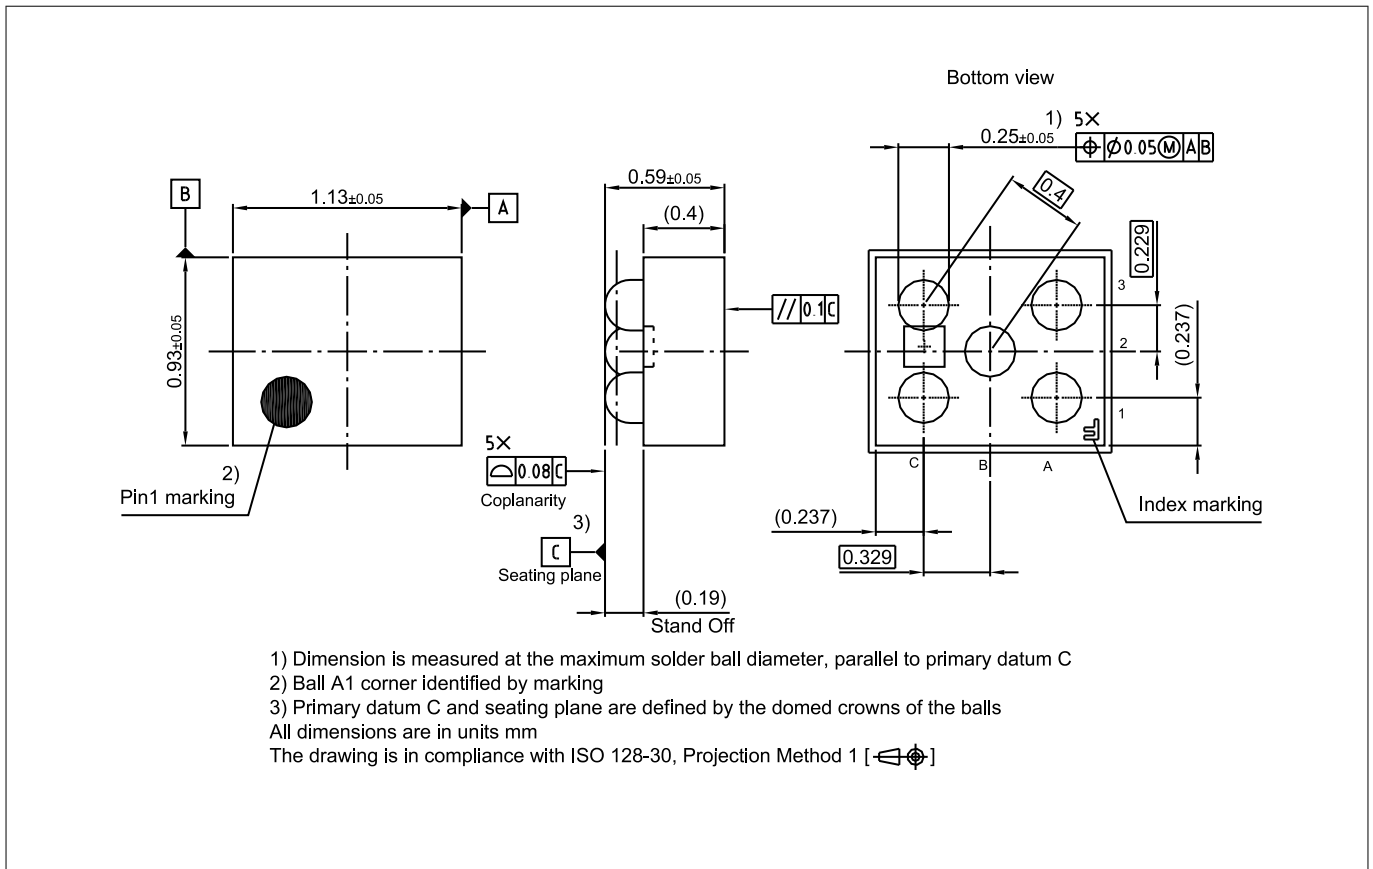 Bottom view
1) 5×
0.25±0.05
⌖ ⌀0.05 Ⓜ A B
0.4
B
1.13±0.05
A
0.59±0.05
(0.4)
0.229
3
// 0.1 C
0.93±0.05
2
(0.237)
1
5×
⌓ 0.08 C
Coplanarity
C
B
A
2)
Pin1 marking
Index marking
(0.237)
3)
C
Seating plane
0.329
(0.19)
Stand Off
1) Dimension is measured at the maximum solder ball diameter, parallel to primary datum C
2) Ball A1 corner identified by marking
3) Primary datum C and seating plane are defined by the domed crowns of the balls
All dimensions are in units mm
The drawing is in compliance with ISO 128-30, Projection Method 1 [ ]